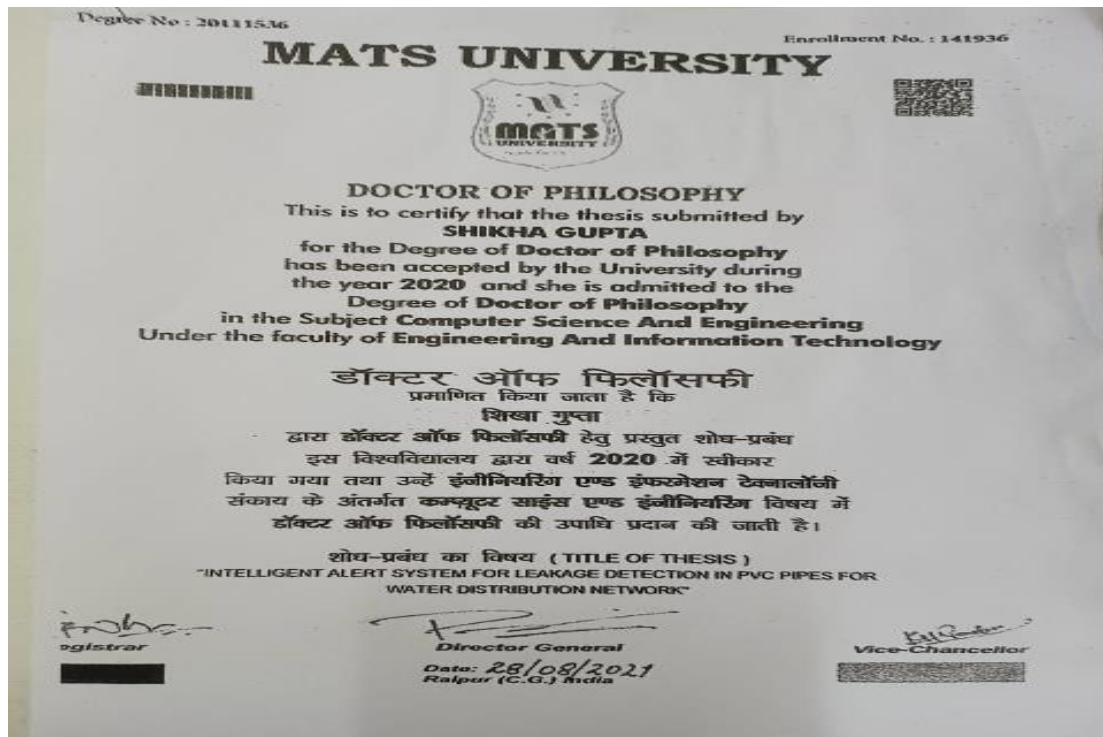 Degree No : 20111536
Enrollment No. : 141936
MATS UNIVERSITY
MATS
UNIVERSITY
DOCTOR OF PHILOSOPHY
This is to certify that the thesis submitted by
SHIKHA GUPTA
for the Degree of Doctor of Philosophy
has been accepted by the University during
the year 2020 and she is admitted to the
Degree of Doctor of Philosophy
in the Subject Computer Science And Engineering
Under the faculty of Engineering And Information Technology
डॉक्टर ऑफ फिलॉसफी
प्रमाणित किया जाता है कि
शिखा गुप्ता
द्वारा डॉक्टर ऑफ फिलॉसफी हेतु प्रस्तुत शोध-प्रबंध
इस विश्वविद्यालय द्वारा वर्ष 2020 में स्वीकार
किया गया तथा उन्हें इंजीनियरिंग एण्ड इंफरमेशन टेक्नालॉजी
संकाय के अंतर्गत कम्प्यूटर साइंस एण्ड इंजीनियरिंग विषय में
डॉक्टर ऑफ फिलॉसफी की उपाधि प्रदान की जाती है।
शोध-प्रबंध का विषय ( TITLE OF THESIS )
"INTELLIGENT ALERT SYSTEM FOR LEAKAGE DETECTION IN PVC PIPES FOR
WATER DISTRIBUTION NETWORK"
egistrar
Director General
Vice-Chancellor
Date: 28/08/2021
Raipur (C.G.) India